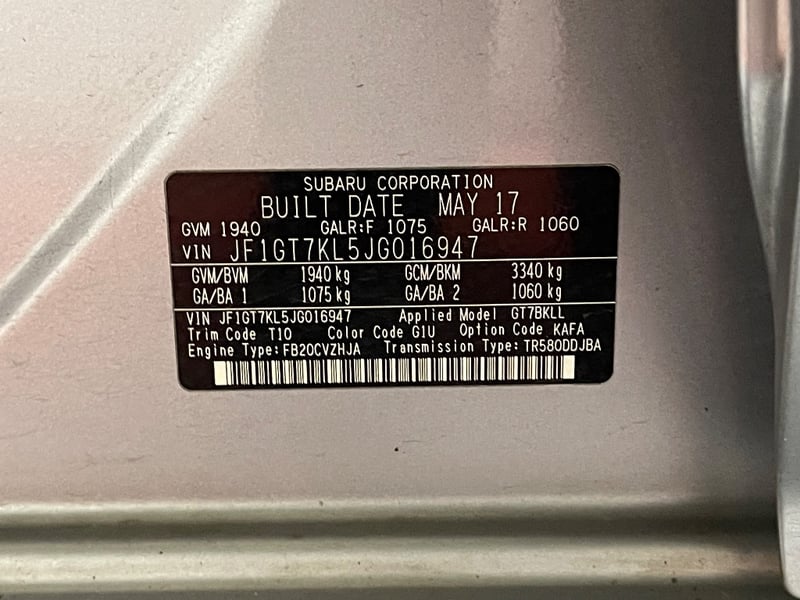 SUBARU CORPORATION
BUILT DATE MAY 17
GVM 1940 GALR:F 1075 GALR:R 1060
VIN JF1GT7KL5JG016947
GVM/BVM 1940 kg GCM/BKM 3340 kg
GA/BA 1 1075 kg GA/BA 2 1060 kg
VIN JF1GT7KL5JG016947 Applied Model GT7BKLL
Trim Code T10 Color Code G1U Option Code KAFA
Engine Type:FB20CVZHJA Transmission Type:TR580DDJBA